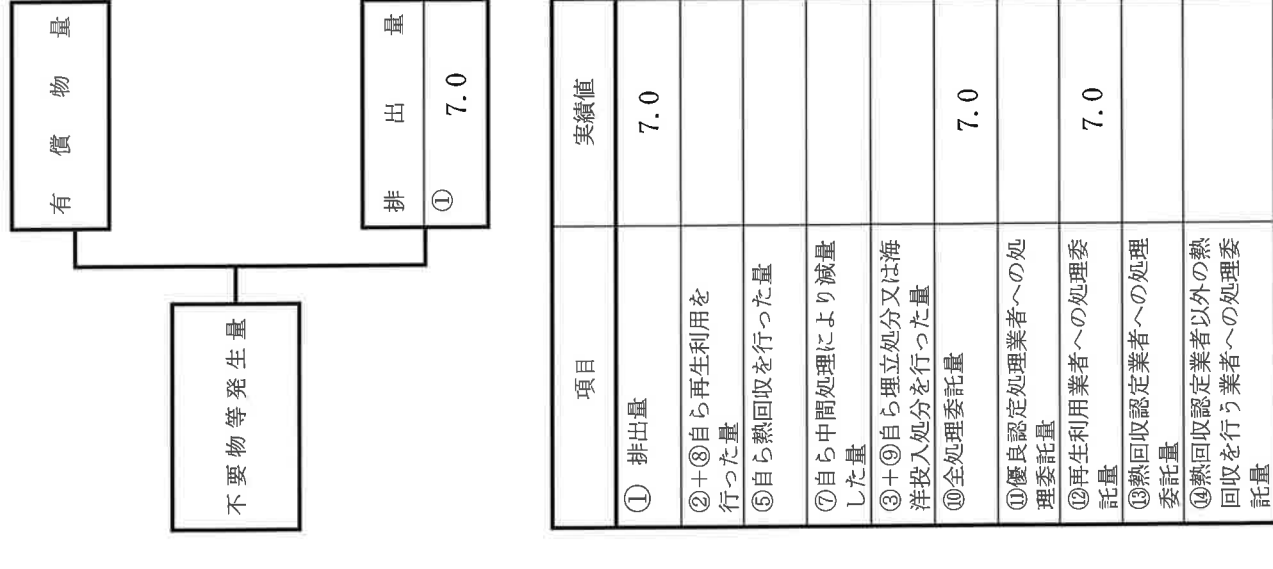 有償物量
不要物等発生量
排出量
① 7.0
項目 実績値
① 排出量 7.0
②+⑧自ら再生利用を
行った量
⑤自ら熱回収を行った量
⑦自ら中間処理により減量
した量
③+⑨自ら埋立処分又は海
洋投入処分を行った量
⑩全処理委託量 7.0
⑪優良認定処理業者への処
理委託量
⑫再生利用業者への処理委
託量 7.0
⑬熱回収認定業者への処理
委託量
⑭熱回収認定業者以外の熱
回収を行う業者への処理委
託量